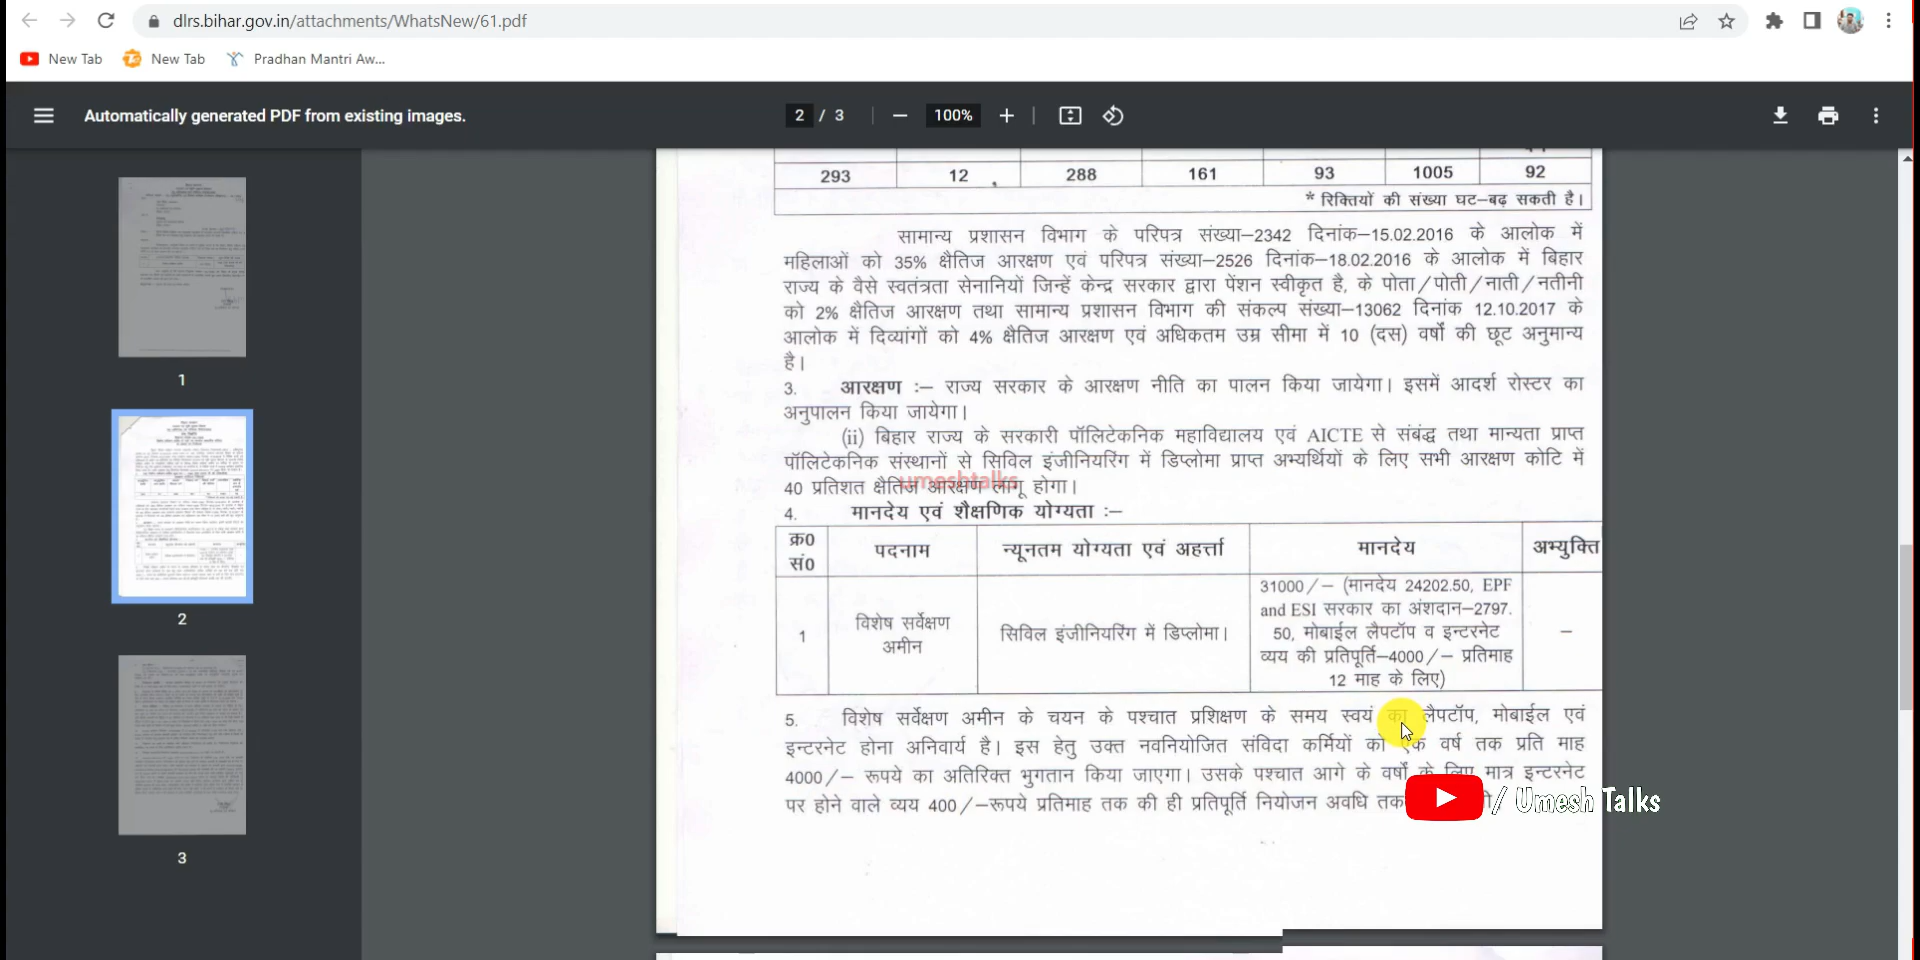 dlrs.bihar.gov.in/attachments/WhatsNew/61.pdf
New Tab
New Tab
Pradhan Mantri Aw...
Automatically generated PDF from existing images.
2 / 3
100%
1
2
3
293 12 288 161 93 1005 92
* रिक्तियों की संख्या घट–बढ़ सकती है।
सामान्य प्रशासन विभाग के परिपत्र संख्या–2342 दिनांक–15.02.2016 के आलोक में
महिलाओं को 35% क्षैतिज आरक्षण एवं परिपत्र संख्या–2526 दिनांक–18.02.2016 के आलोक में बिहार
राज्य के वैसे स्वतंत्रता सेनानियों जिन्हें केन्द्र सरकार द्वारा पेंशन स्वीकृत है, के पोता/पोती/नाती/नतीनी
को 2% क्षैतिज आरक्षण तथा सामान्य प्रशासन विभाग की संकल्प संख्या–13062 दिनांक 12.10.2017 के
आलोक में दिव्यांगों को 4% क्षैतिज आरक्षण एवं अधिकतम उम्र सीमा में 10 (दस) वर्षों की छूट अनुमान्य
है।
3. आरक्षण :– राज्य सरकार के आरक्षण नीति का पालन किया जायेगा। इसमें आदर्श रोस्टर का
अनुपालन किया जायेगा।
(ii) बिहार राज्य के सरकारी पॉलिटेकनिक महाविद्यालय एवं AICTE से संबंद्ध तथा मान्यता प्राप्त
पॉलिटेकनिक संस्थानों से सिविल इंजीनियरिंग में डिप्लोमा प्राप्त अभ्यर्थियों के लिए सभी आरक्षण कोटि में
40 प्रतिशत क्षैतिज आरक्षण लागू होगा।
umeshtalks
4. मानदेय एवं शैक्षणिक योग्यता :–
क्र0 सं0 पदनाम न्यूनतम योग्यता एवं अहर्त्ता मानदेय अभ्युक्ति
1 विशेष सर्वेक्षण अमीन सिविल इंजीनियरिंग में डिप्लोमा। 31000/– (मानदेय 24202.50, EPF
and ESI सरकार का अंशदान–2797.
50, मोबाईल लैपटॉप व इन्टरनेट
व्यय की प्रतिपूर्ति–4000/– प्रतिमाह
12 माह के लिए) –
5. विशेष सर्वेक्षण अमीन के चयन के पश्चात प्रशिक्षण के समय स्वयं का लैपटॉप, मोबाईल एवं
इन्टरनेट होना अनिवार्य है। इस हेतु उक्त नवनियोजित संविदा कर्मियों को एक वर्ष तक प्रति माह
4000/– रूपये का अतिरिक्त भुगतान किया जाएगा। उसके पश्चात आगे के वर्षों के लिए मात्र इन्टरनेट
पर होने वाले व्यय 400/–रूपये प्रतिमाह तक की ही प्रतिपूर्ति नियोजन अवधि तक
/ Umesh Talks